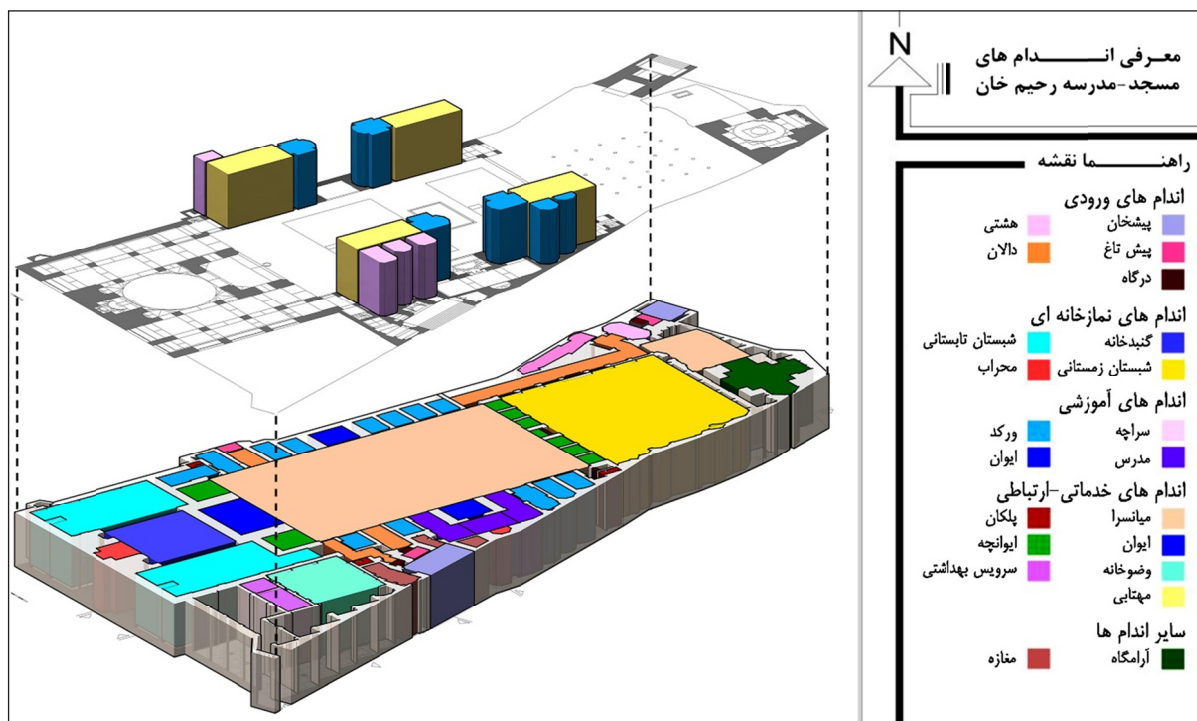 N
معرفی انـــدام های
مسجد-مدرسه رحیم خان
راهنـــما نقشه
اندام های ورودی
پیشخان هشتی
پیش تاغ دالان
درگاه
اندام های نمازخانه ای
گنبدخانه شبستان تابستانی
شبستان زمستانی محراب
اندام های آموزشی
سراچه ورکد
مدرس ایوان
اندام های خدماتی-ارتباطی
میانسرا پلکان
ایوان ایوانچه
وضوخانه سرویس بهداشتی
مهتابی
سایر اندام ها
آرامگاه مغازه